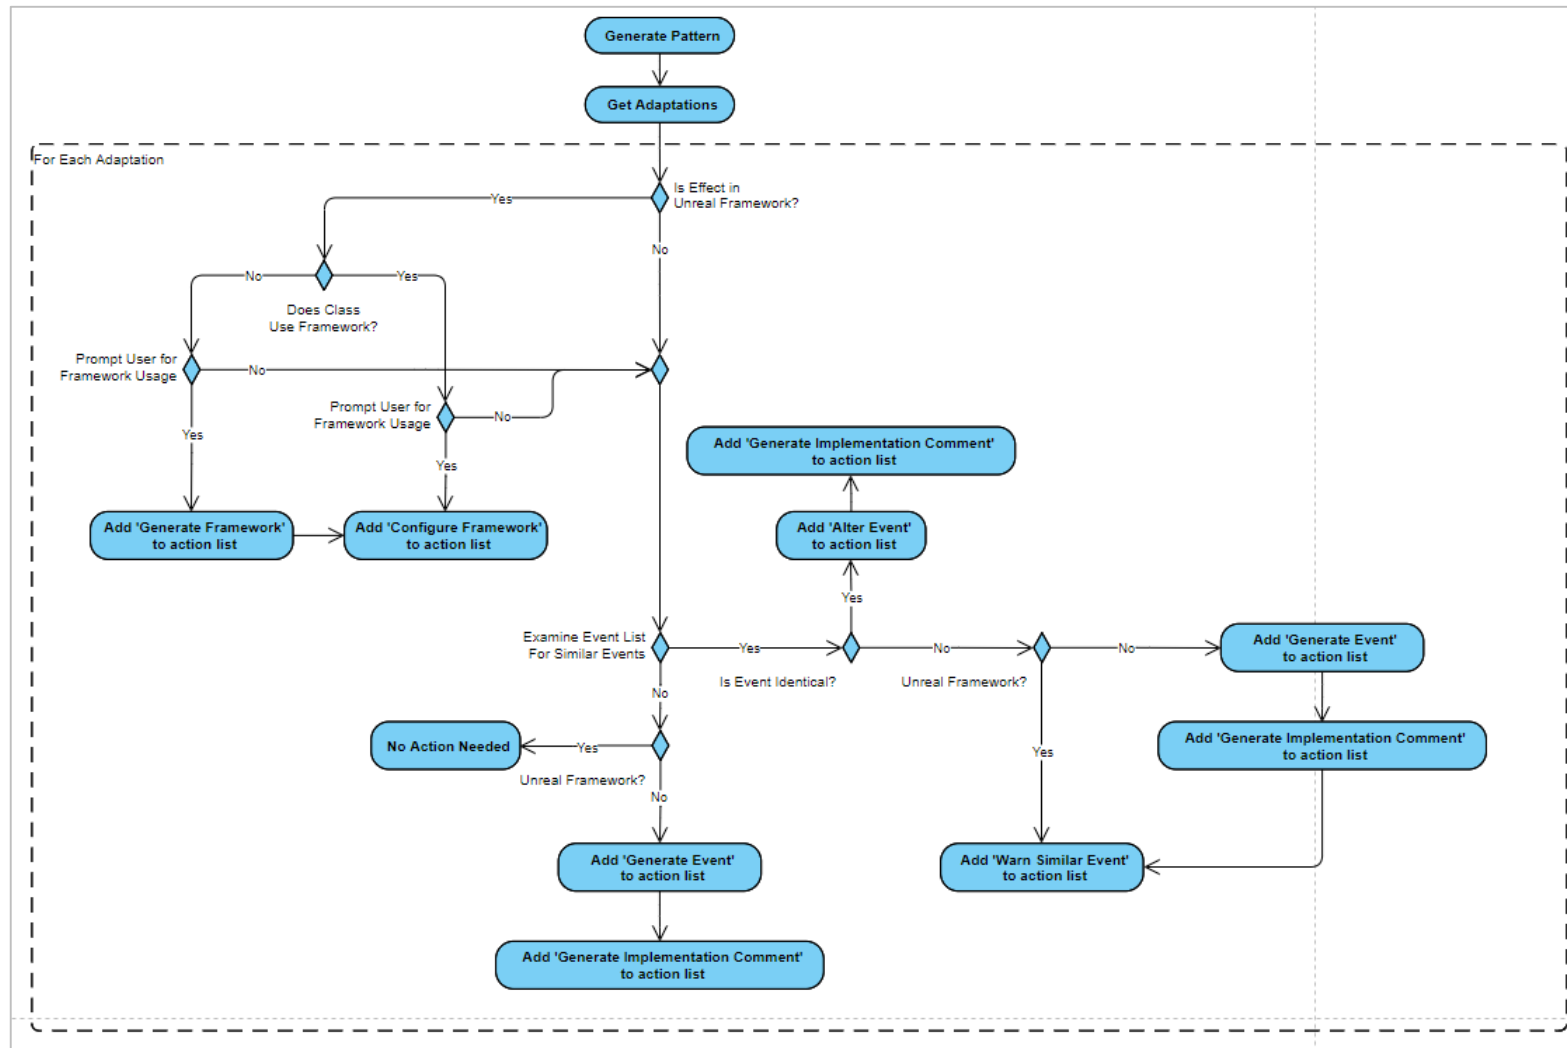 Generate Pattern
Get Adaptations
For Each Adaptation
Is Effect in
Unreal Framework?
Yes
No
No
Yes
Does Class
Use Framework?
Prompt User for
Framework Usage
No
Prompt User for
Framework Usage
No
Yes
Yes
Add 'Generate Framework'
to action list
Add 'Configure Framework'
to action list
Add 'Generate Implementation Comment'
to action list
Add 'Alter Event'
to action list
Yes
Examine Event List
For Similar Events
Yes
Is Event Identical?
No
Unreal Framework?
No
Add 'Generate Event'
to action list
No
No Action Needed
Yes
Unreal Framework?
Yes
Add 'Generate Implementation Comment'
to action list
No
Add 'Generate Event'
to action list
Add 'Warn Similar Event'
to action list
Add 'Generate Implementation Comment'
to action list